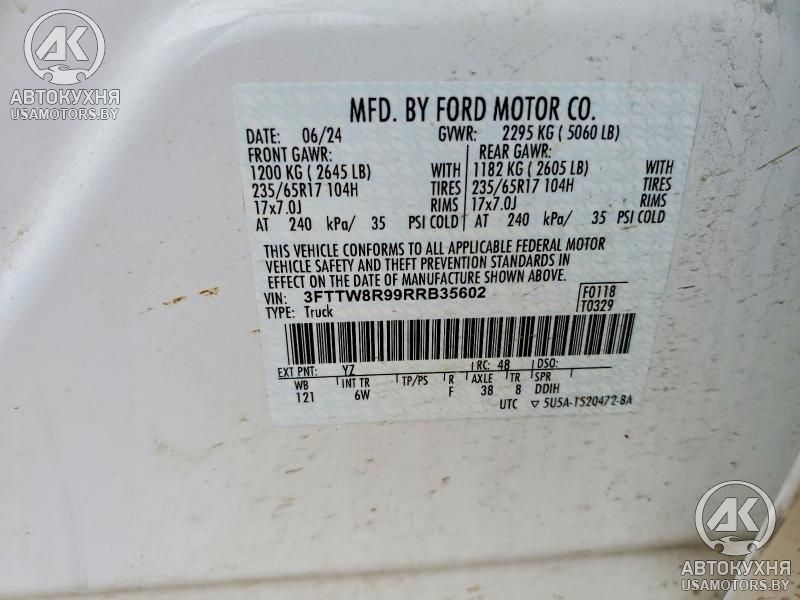 AK
АВТОКУХНЯ
USAMOTORS.BY
MFD. BY FORD MOTOR CO.
DATE: 06/24 GVWR: 2295 KG ( 5060 LB)
FRONT GAWR: REAR GAWR:
1200 KG ( 2645 LB) WITH 1182 KG ( 2605 LB) WITH
235/65R17 104H TIRES 235/65R17 104H TIRES
17x7.0J RIMS 17x7.0J RIMS
AT 240 kPa/ 35 PSI COLD AT 240 kPa/ 35 PSI COLD
THIS VEHICLE CONFORMS TO ALL APPLICABLE FEDERAL MOTOR
VEHICLE SAFETY AND THEFT PREVENTION STANDARDS IN
EFFECT ON THE DATE OF MANUFACTURE SHOWN ABOVE.
VIN: 3FTTW8R99RRB35602 F0118
TYPE: Truck T0329
EXT PNT: YZ RC: 48 DSO:
WB INT TR TP/PS R AXLE TR SPR
121 6W F 38 8 DDIH
UTC ▽ 5U5A-1520472-BA
AK
АВТОКУХНЯ
USAMOTORS.BY